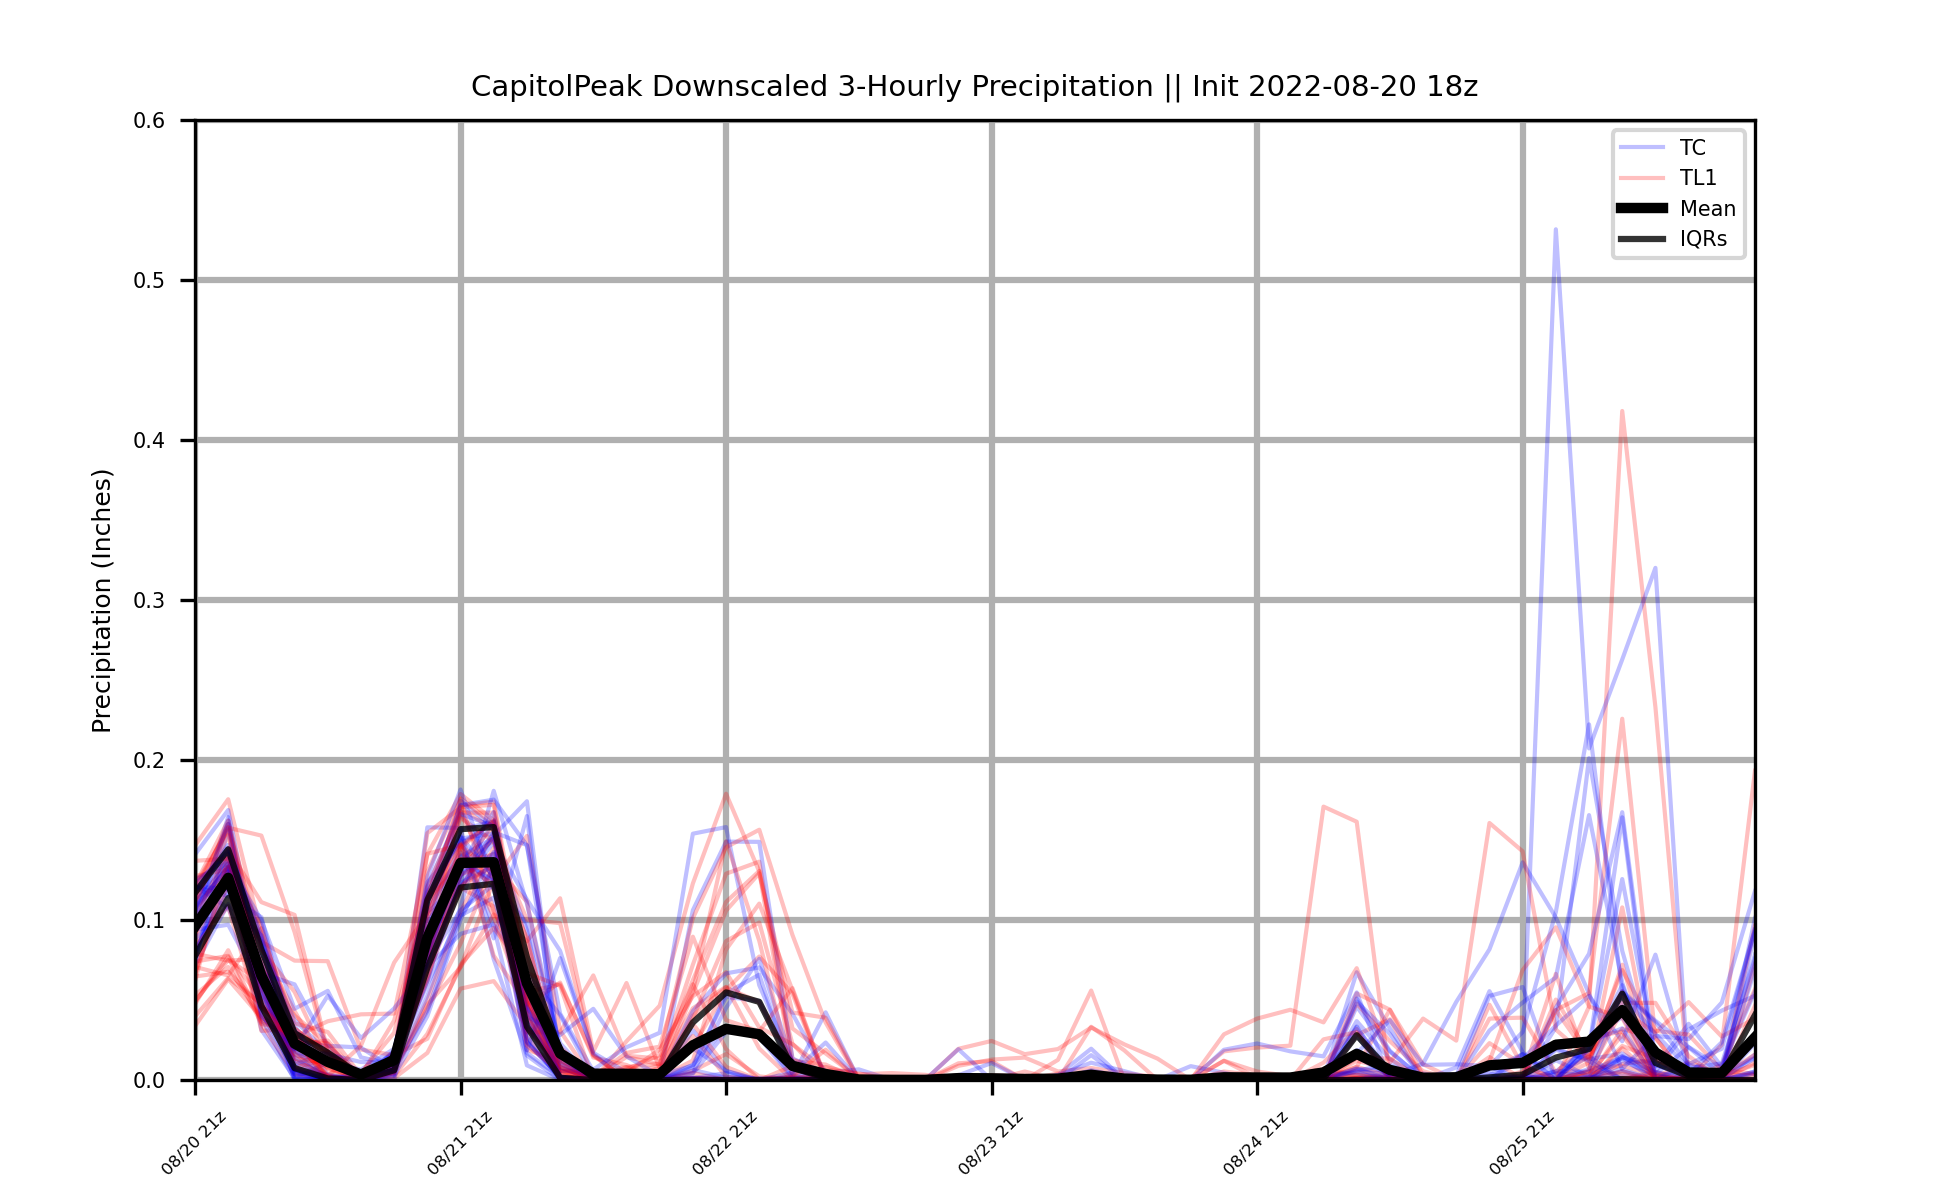 CapitolPeak Downscaled 3-Hourly Precipitation || Init 2022-08-20 18z
0.6
0.5
0.4
0.3
0.2
0.1
0.0
Precipitation (Inches)
TC
TL1
Mean
IQRs
08/20 21z
08/21 21z
08/22 21z
08/23 21z
08/24 21z
08/25 21z